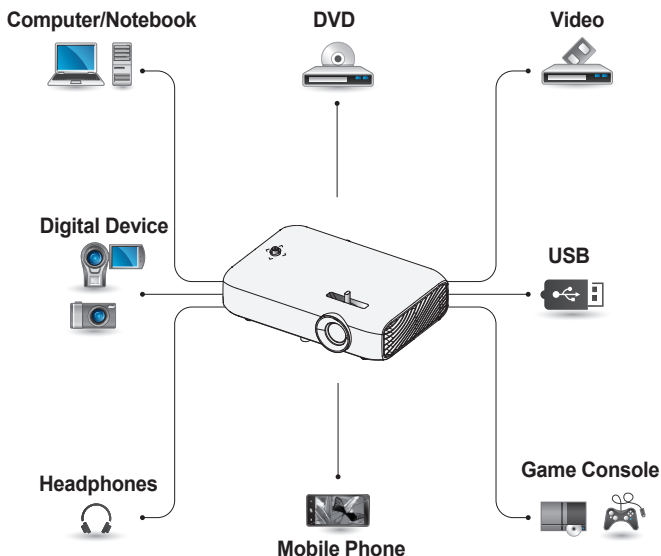 Computer/Notebook
DVD
Video
Digital Device
USB
Headphones
Game Console
Mobile Phone